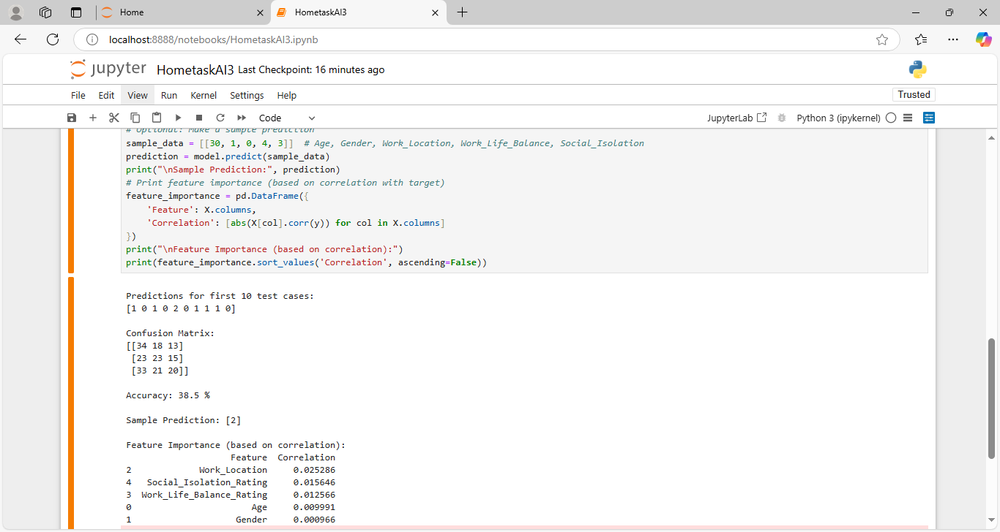 Home
HometaskAI3
localhost:8888/notebooks/HometaskAI3.ipynb
jupyter HometaskAI3 Last Checkpoint: 16 minutes ago
File Edit View Run Kernel Settings Help
Trusted
Code
JupyterLab
Python 3 (ipykernel)
# Optional: Make a sample prediction
sample_data = [[30, 1, 0, 4, 3]]  # Age, Gender, Work_Location, Work_Life_Balance, Social_Isolation
prediction = model.predict(sample_data)
print("\nSample Prediction:", prediction)
# Print feature importance (based on correlation with target)
feature_importance = pd.DataFrame({
    'Feature': X.columns,
    'Correlation': [abs(X[col].corr(y)) for col in X.columns]
})
print("\nFeature Importance (based on correlation):")
print(feature_importance.sort_values('Correlation', ascending=False))
Predictions for first 10 test cases:
[1 0 1 0 2 0 1 1 1 0]
Confusion Matrix:
[[34 18 13]
 [23 23 15]
 [33 21 20]]
Accuracy: 38.5 %
Sample Prediction: [2]
Feature Importance (based on correlation):
Feature  Correlation
2  Work_Location  0.025286
4  Social_Isolation_Rating  0.015646
3  Work_Life_Balance_Rating  0.012566
0  Age  0.009991
1  Gender  0.000966